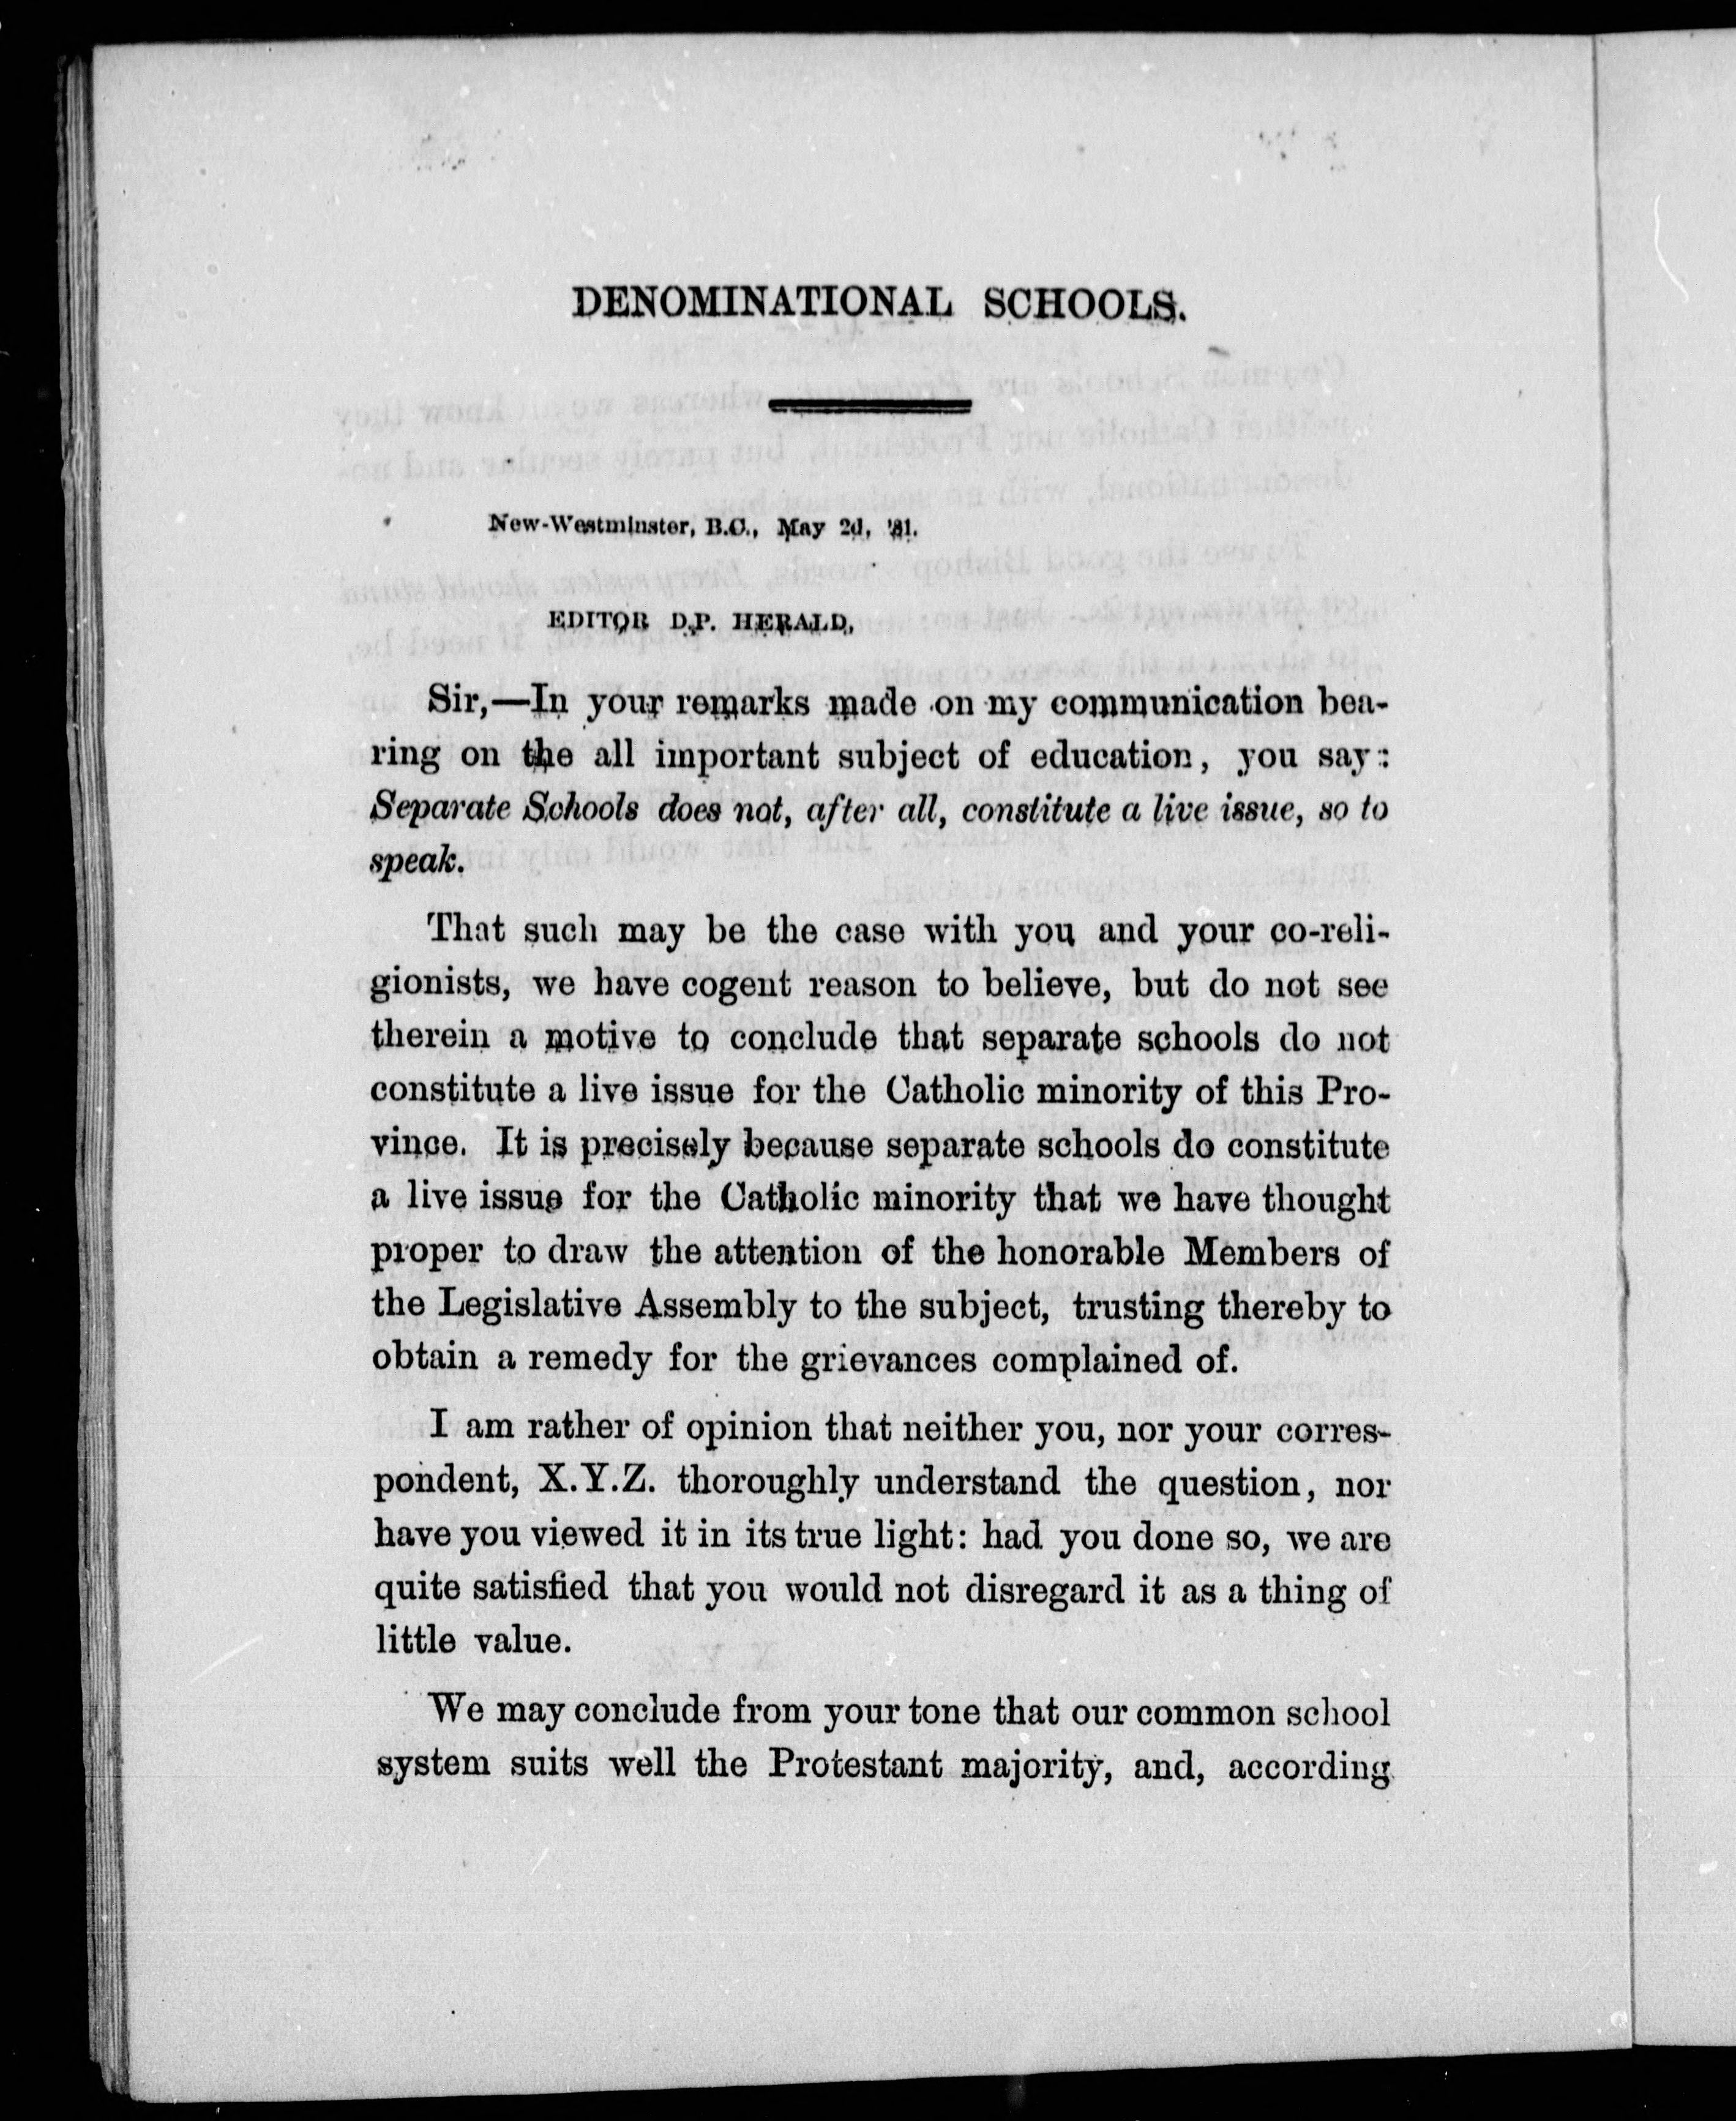 DENOMINATIONAL SCHOOLS.
New-Westminster, B.C., May 2d, '81.
EDITOR D.P. HERALD,
Sir,—In your remarks made on my communication bea-
ring on the all important subject of education, you say:
Separate Schools does not, after all, constitute a live issue, so to
speak.
That such may be the case with you and your co-reli-
gionists, we have cogent reason to believe, but do not see
therein a motive to conclude that separate schools do not
constitute a live issue for the Catholic minority of this Pro-
vince. It is precisely because separate schools do constitute
a live issue for the Catholic minority that we have thought
proper to draw the attention of the honorable Members of
the Legislative Assembly to the subject, trusting thereby to
obtain a remedy for the grievances complained of.
I am rather of opinion that neither you, nor your corres-
pondent, X.Y.Z. thoroughly understand the question, nor
have you viewed it in its true light: had you done so, we are
quite satisfied that you would not disregard it as a thing of
little value.
We may conclude from your tone that our common school
system suits well the Protestant majority, and, according